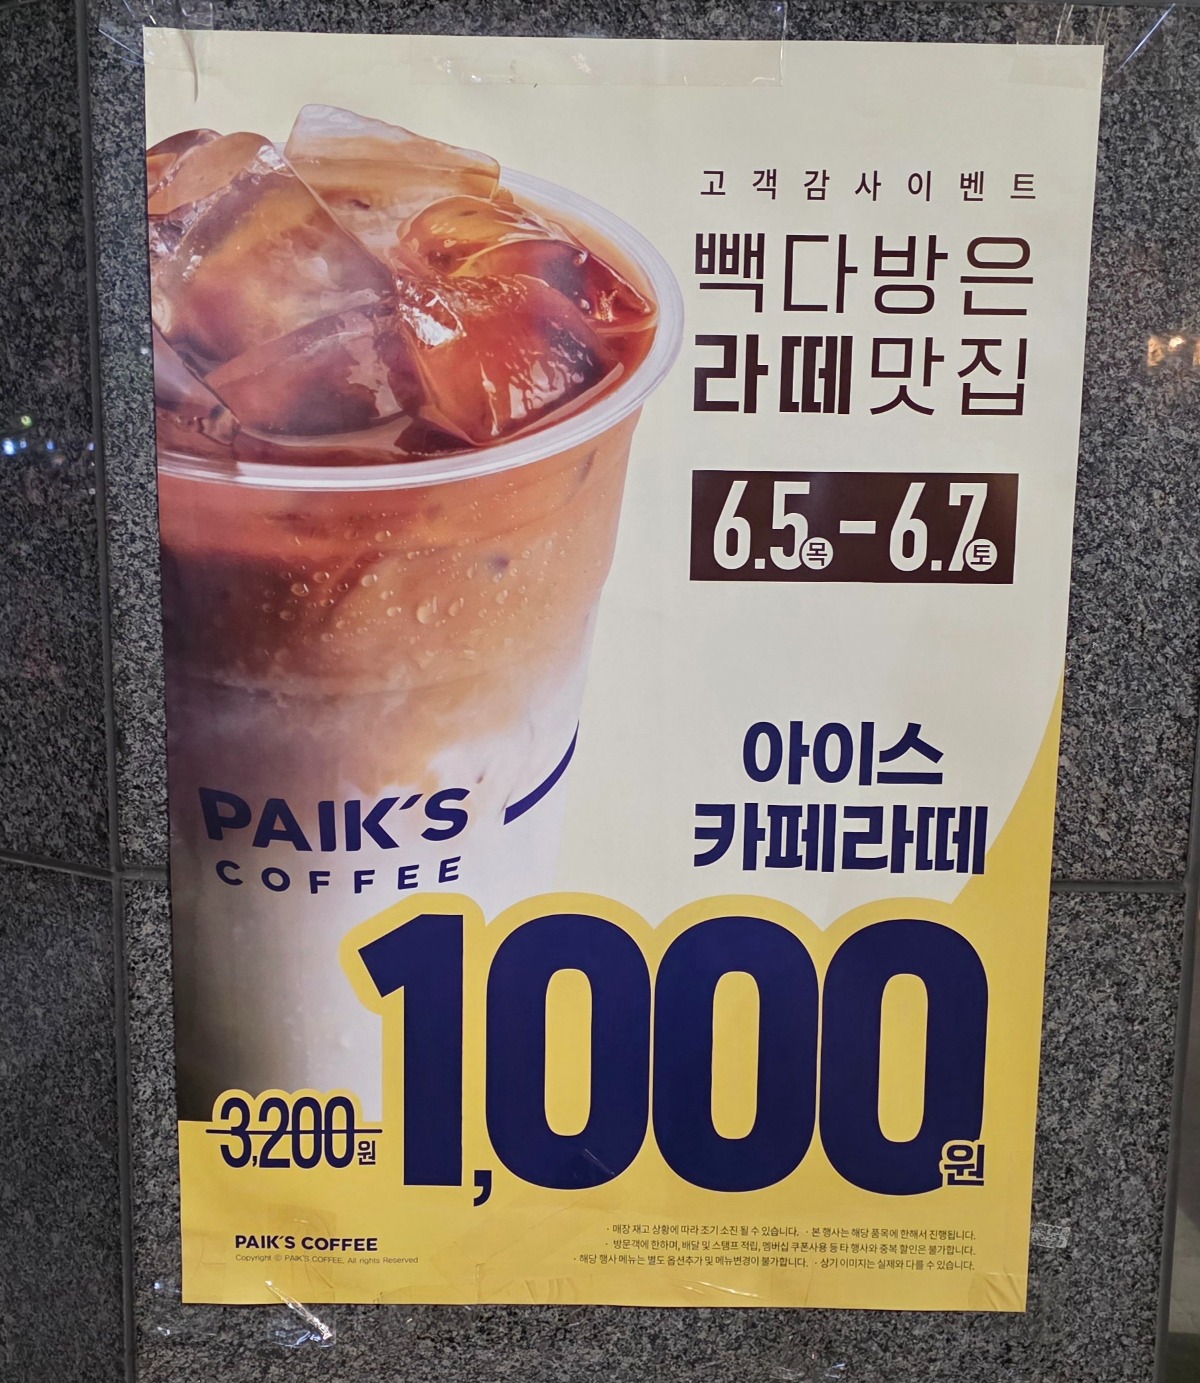 고객감사이벤트
빽다방은
라떼맛집
6.5목 - 6.7토
아이스
카페라떼
PAIK'S
COFFEE
1,000원
3,200원
· 매장 재고 상황에 따라 조기 소진 될 수 있습니다. · 본 행사는 해당 품목에 한해서 진행됩니다.
· 방문객에 한하며, 배달 및 스탬프 적립, 멤버십 쿠폰사용 등 타 행사와 중복 할인은 불가합니다.
· 해당 행사 메뉴는 별도 옵션추가 및 메뉴변경이 불가합니다. · 상기 이미지는 실제와 다를 수 있습니다.
PAIK'S COFFEE
Copyright ⓒ PAIK'S COFFEE, All rights Reserved